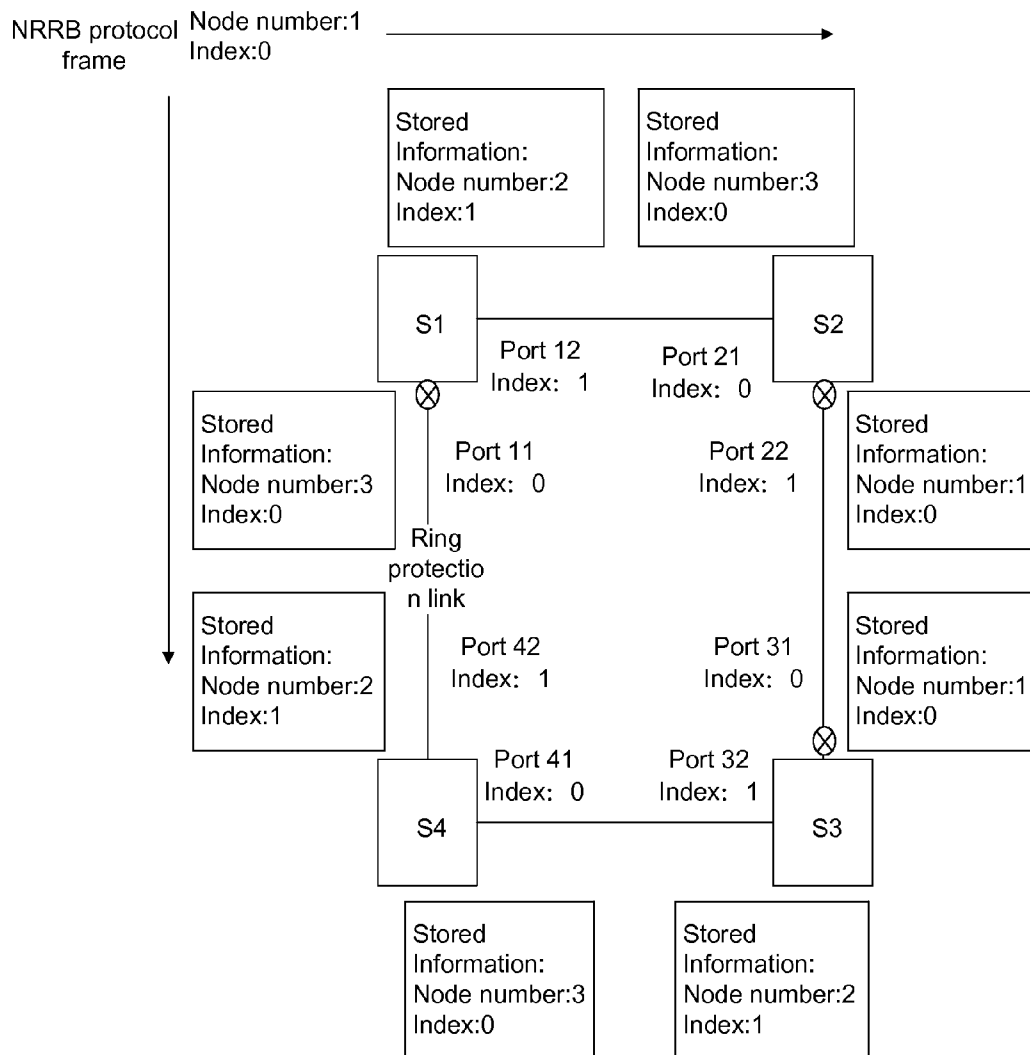 NRRB protocol
frame
Node number:1
Index:0
Stored
Information:
Node number:2
Index:1
Stored
Information:
Node number:3
Index:0
S1
S2
Port 12
Index: 1
Port 21
Index: 0
Stored
Information:
Node number:3
Index:0
Port 11
Index: 0
Port 22
Index: 1
Stored
Information:
Node number:1
Index:0
Ring
protectio
n link
Stored
Information:
Node number:2
Index:1
Port 42
Index: 1
Port 31
Index: 0
Stored
Information:
Node number:1
Index:0
Port 41
Index: 0
Port 32
Index: 1
S4
S3
Stored
Information:
Node number:3
Index:0
Stored
Information:
Node number:2
Index:1